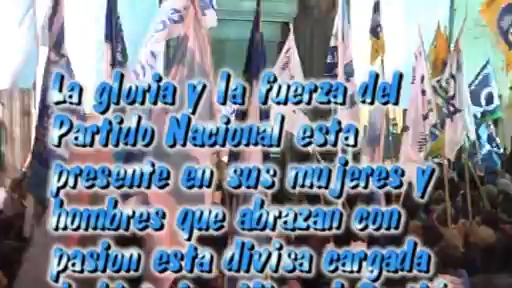 La gloria y la fuerza del
Partido Nacional esta
presente en sus mujeres y
hombres que abrazan con
pasion esta divisa cargada